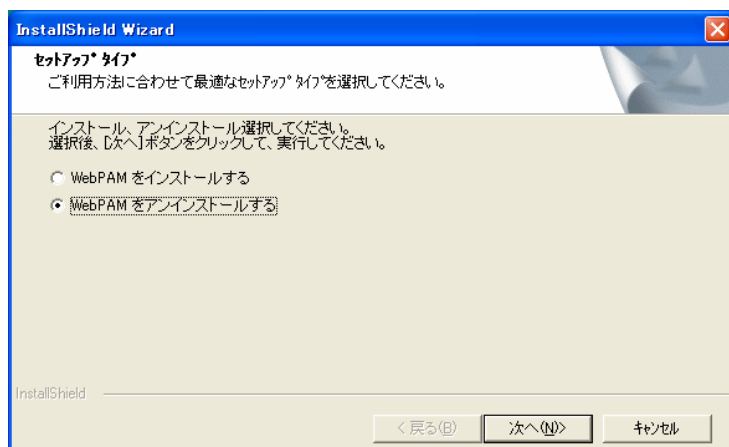 InstallShield Wizard
セットアップ タイプ
ご利用方法に合わせて最適なセットアップ タイプを選択してください。
インストール、アンインストール選択してください。
選択後、[次へ]ボタンをクリックして、実行してください。
WebPAM をインストールする
WebPAM をアンインストールする
InstallShield
< 戻る(B)
次へ(N)>
キャンセル